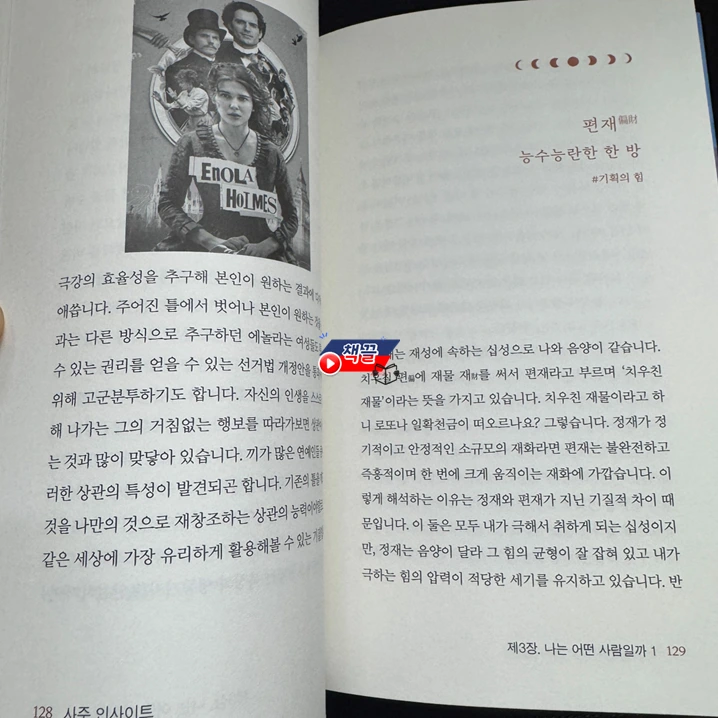 ENOLA
HOLMES
극강의 효율성을 추구해 본인이 원하는 결과에
애씁니다. 주어진 틀에서 벗어나 본인이 원하는
과는 다른 방식으로 추구하던 에놀라는 여성들도
수 있는 권리를 얻을 수 있는 선거법 개정안을
위해 고군분투하기도 합니다. 자신의 인생을
해 나가는 그의 거침없는 행보를 따라가보면
는 것과 많이 맞닿아 있습니다. 끼가 많은 연예인들
러한 상관의 특성이 발견되곤 합니다. 기존의 틀을
것을 나만의 것으로 재창조하는 상관의 능력이야말로
같은 세상에 가장 유리하게 활용해볼 수 있는
128 사주 인사이트
책끌
편재偏財
능수능란한 한 방
#기획의 힘
는 재성에 속하는 십성으로 나와 음양이 같습니다.
치우칠 편偏에 재물 재財를 써서 편재라고 부르며 ‘치우친
재물’이라는 뜻을 가지고 있습니다. 치우친 재물이라고 하
니 로또나 일확천금이 떠오르나요? 그렇습니다. 정재가 정
기적이고 안정적인 소규모의 재화라면 편재는 불완전하고
즉흥적이며 한 번에 크게 움직이는 재화에 가깝습니다. 이
렇게 해석하는 이유는 정재와 편재가 지닌 기질적 차이 때
문입니다. 이 둘은 모두 내가 극해서 취하게 되는 십성이지
만, 정재는 음양이 달라 그 힘의 균형이 잘 잡혀 있고 내가
극하는 힘의 압력이 적당한 세기를 유지하고 있습니다. 반
제3장. 나는 어떤 사람일까 1 129